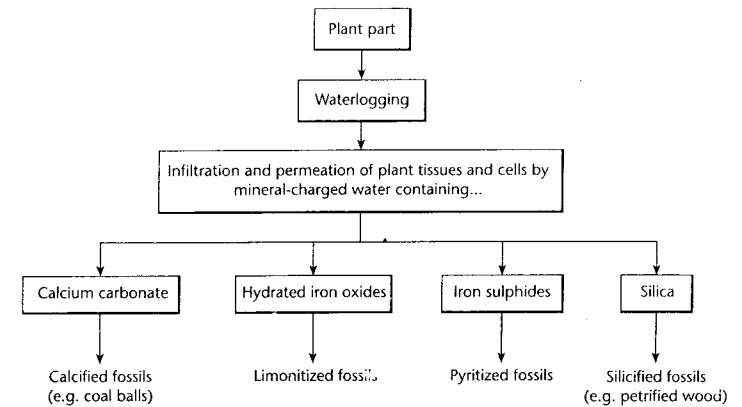 Plant part
Waterlogging
Infiltration and permeation of plant tissues and cells by
mineral-charged water containing...
Calcium carbonate
Hydrated iron oxides
Iron sulphides
Silica
Calcified fossils
(e.g. coal balls)
Limonitized fossils
Pyritized fossils
Silicified fossils
(e.g. petrified wood)